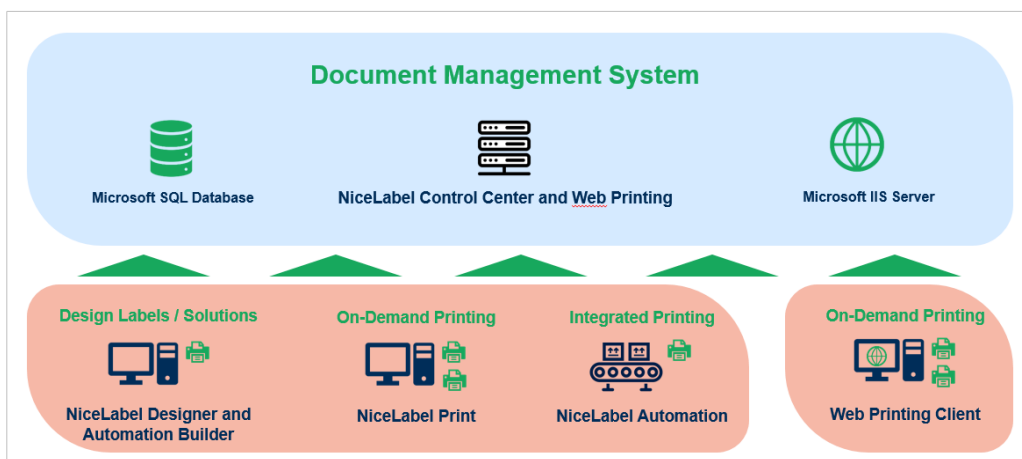 Document Management System
Microsoft SQL Database
NiceLabel Control Center and Web Printing
Microsoft IIS Server
Design Labels / Solutions
On-Demand Printing
Integrated Printing
On-Demand Printing
NiceLabel Designer and
Automation Builder
NiceLabel Print
NiceLabel Automation
Web Printing Client